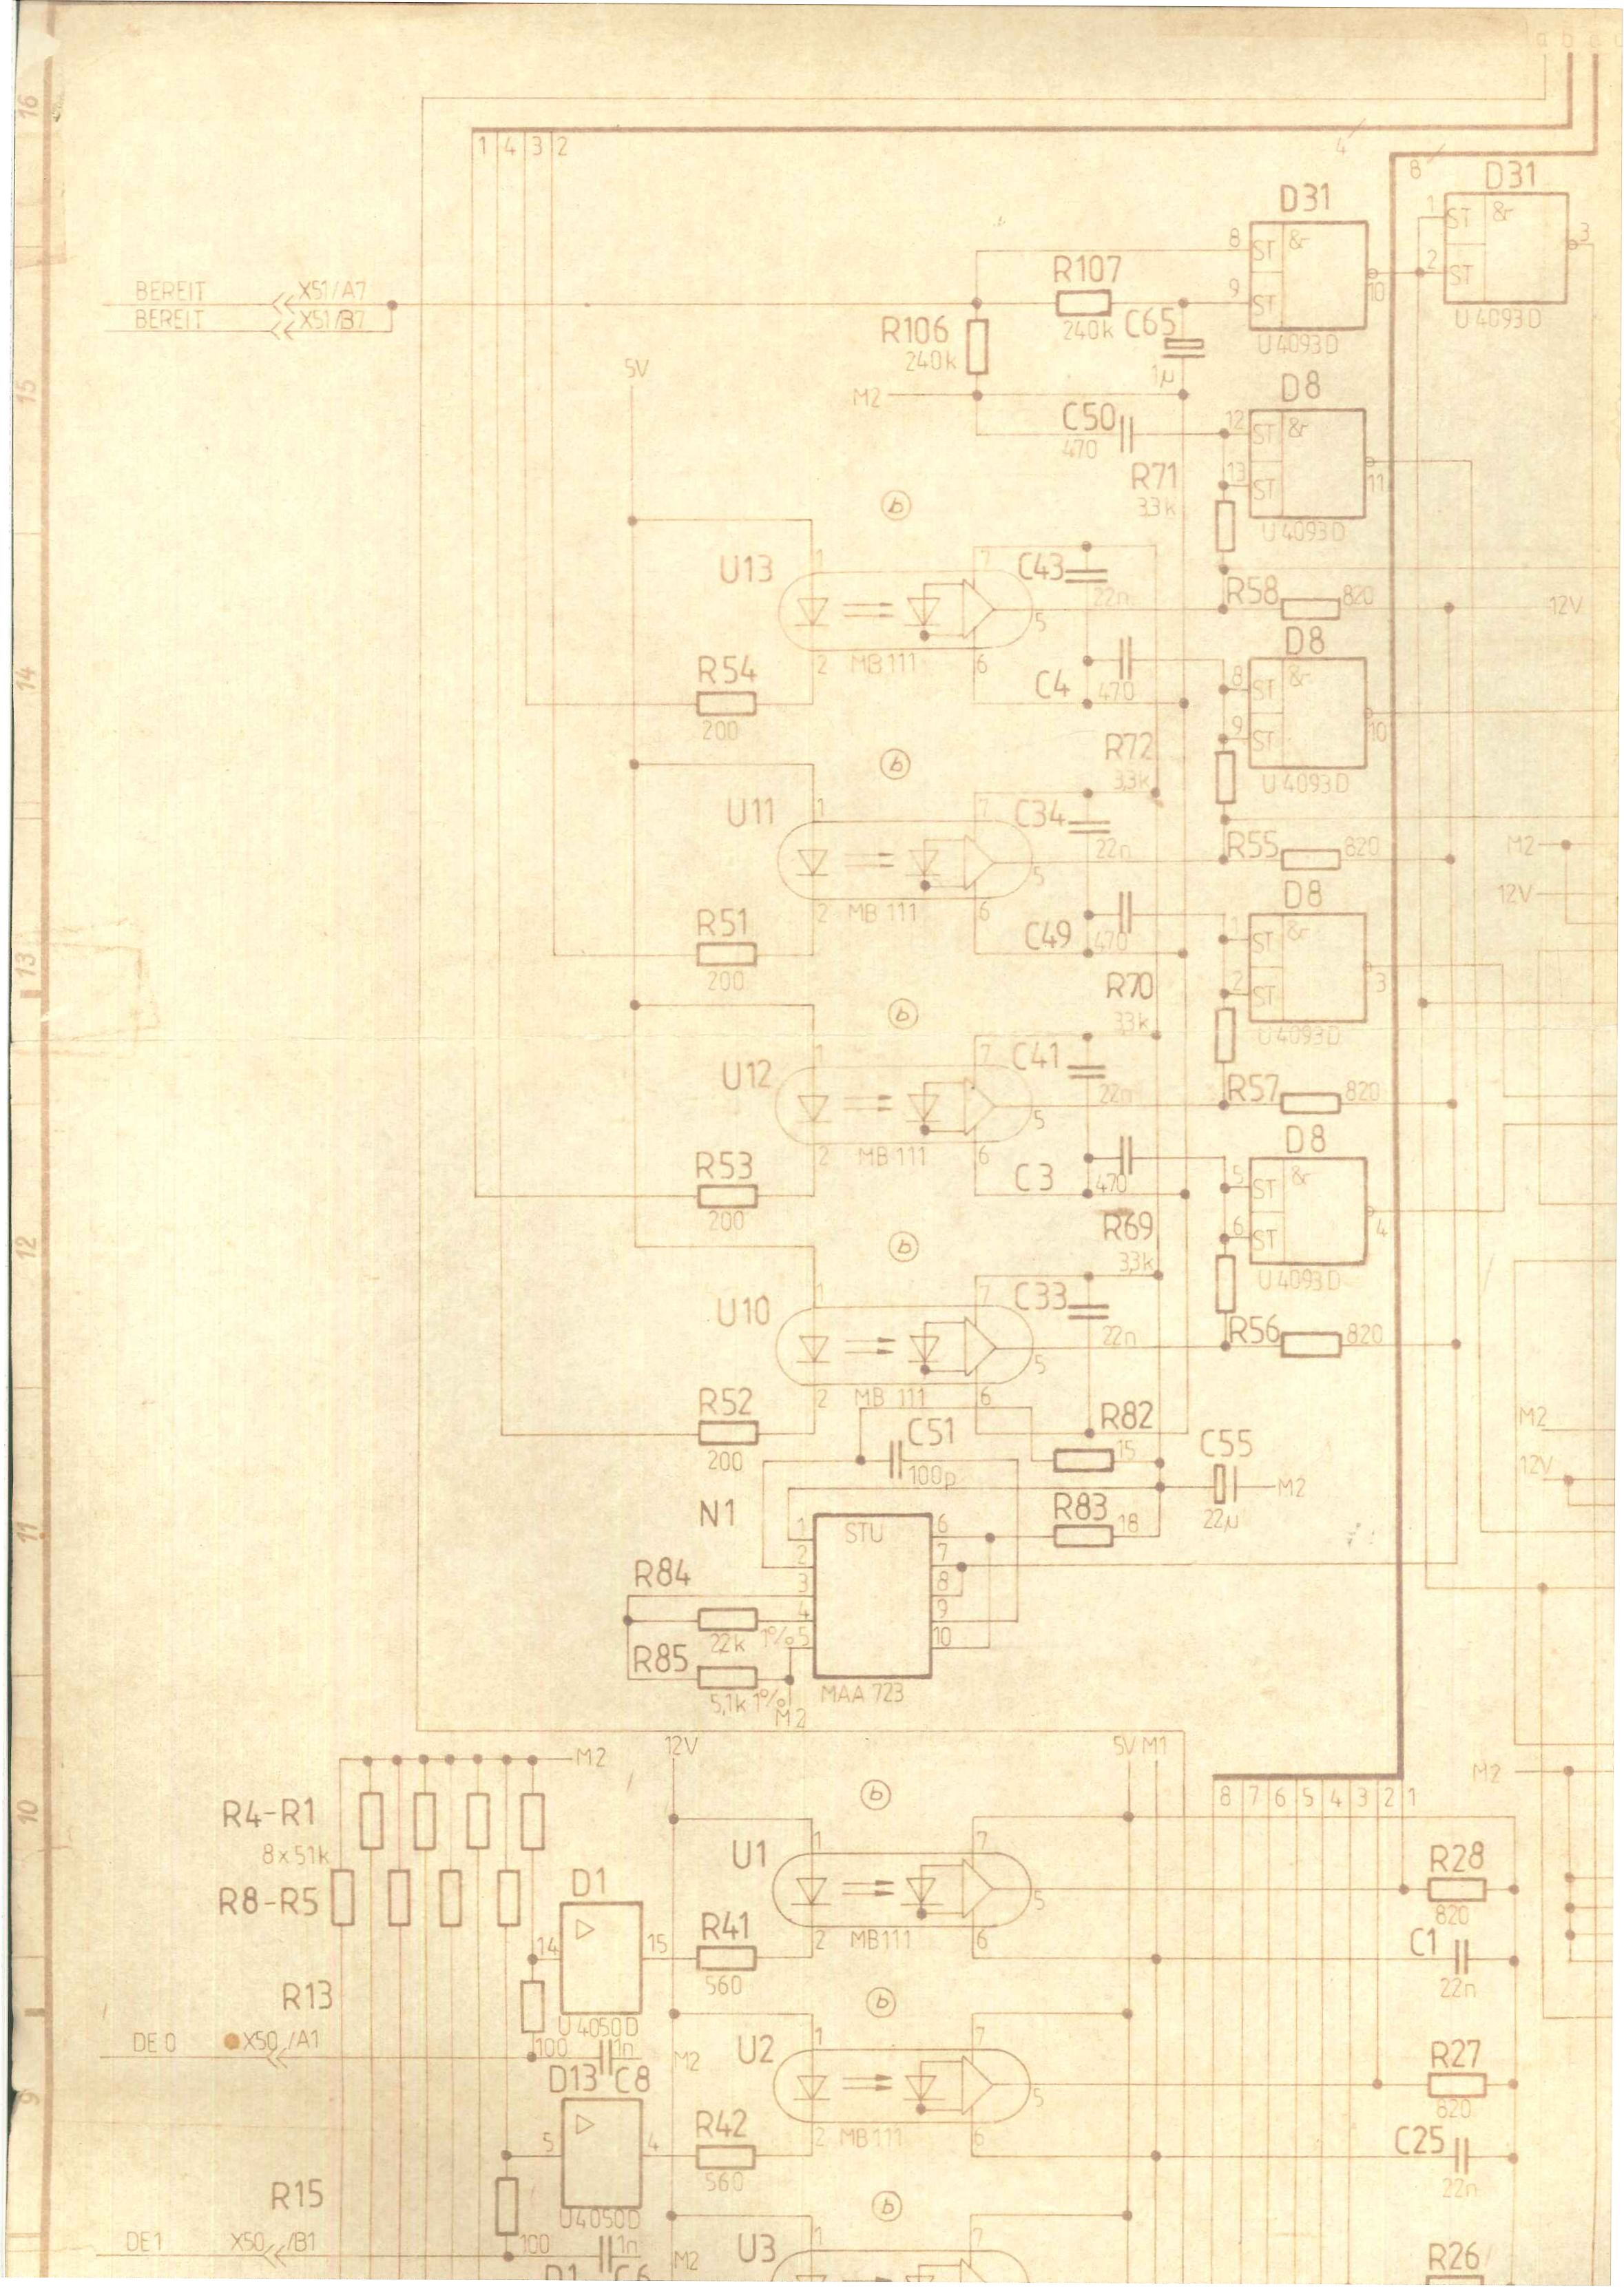 a b c
16
1 4 3 2
4
8
D31
D31
1
ST
&
3
8
ST
&
2
ST
R107
BEREIT
X51/A7
9
ST
10
BEREIT
X51/B7
R106
240k
C65
240k
U4093D
U4093D
5V
1µ
15
D8
M2
C50
470
12
ST
&
R71
33k
13
ST
11
b
U4093D
U13
1
7
C43
22n
R58
820
12V
5
D8
2
MB 111
6
14
R54
C4
470
8
ST
&
200
9
ST
10
R72
3,3k
b
U4093D
U11
1
7
C34
22n
R55
820
M2
5
12V
2
MB 111
6
D8
R51
C49
470
1
ST
&
13
200
2
ST
3
R70
3,3k
b
U4093D
U12
1
7
C41
22n
R57
820
5
D8
2
MB 111
6
R53
C3
470
5
ST
&
200
R69
3,3k
6
ST
4
12
b
U4093D
U10
1
7
C33
22n
R56
820
5
2
MB 111
6
R52
R82
M2
200
C51
15
C55
100p
12V
M2
N1
R83
18
22µ
11
1
STU
6
2
7
R84
3
8
4
9
22k 1%
5
10
R85
5,1k 1%
MAA 723
M2
M2
12V
5V M1
M2
8 7 6 5 4 3 2 1
10
R4-R1
b
8x51k
U1
1
7
R28
R8-R5
D1
5
820
14
15
R41
2
MB111
6
C1
560
22n
R13
b
U4050D
DE 0
X50/A1
100
1n
M2
U2
1
7
R27
D13
C8
5
820
9
R42
2
MB111
6
C25
5
4
560
22n
R15
b
U4050D
DE1
X50/B1
100
1n
M2
U3
1
7
R26
D1
C6